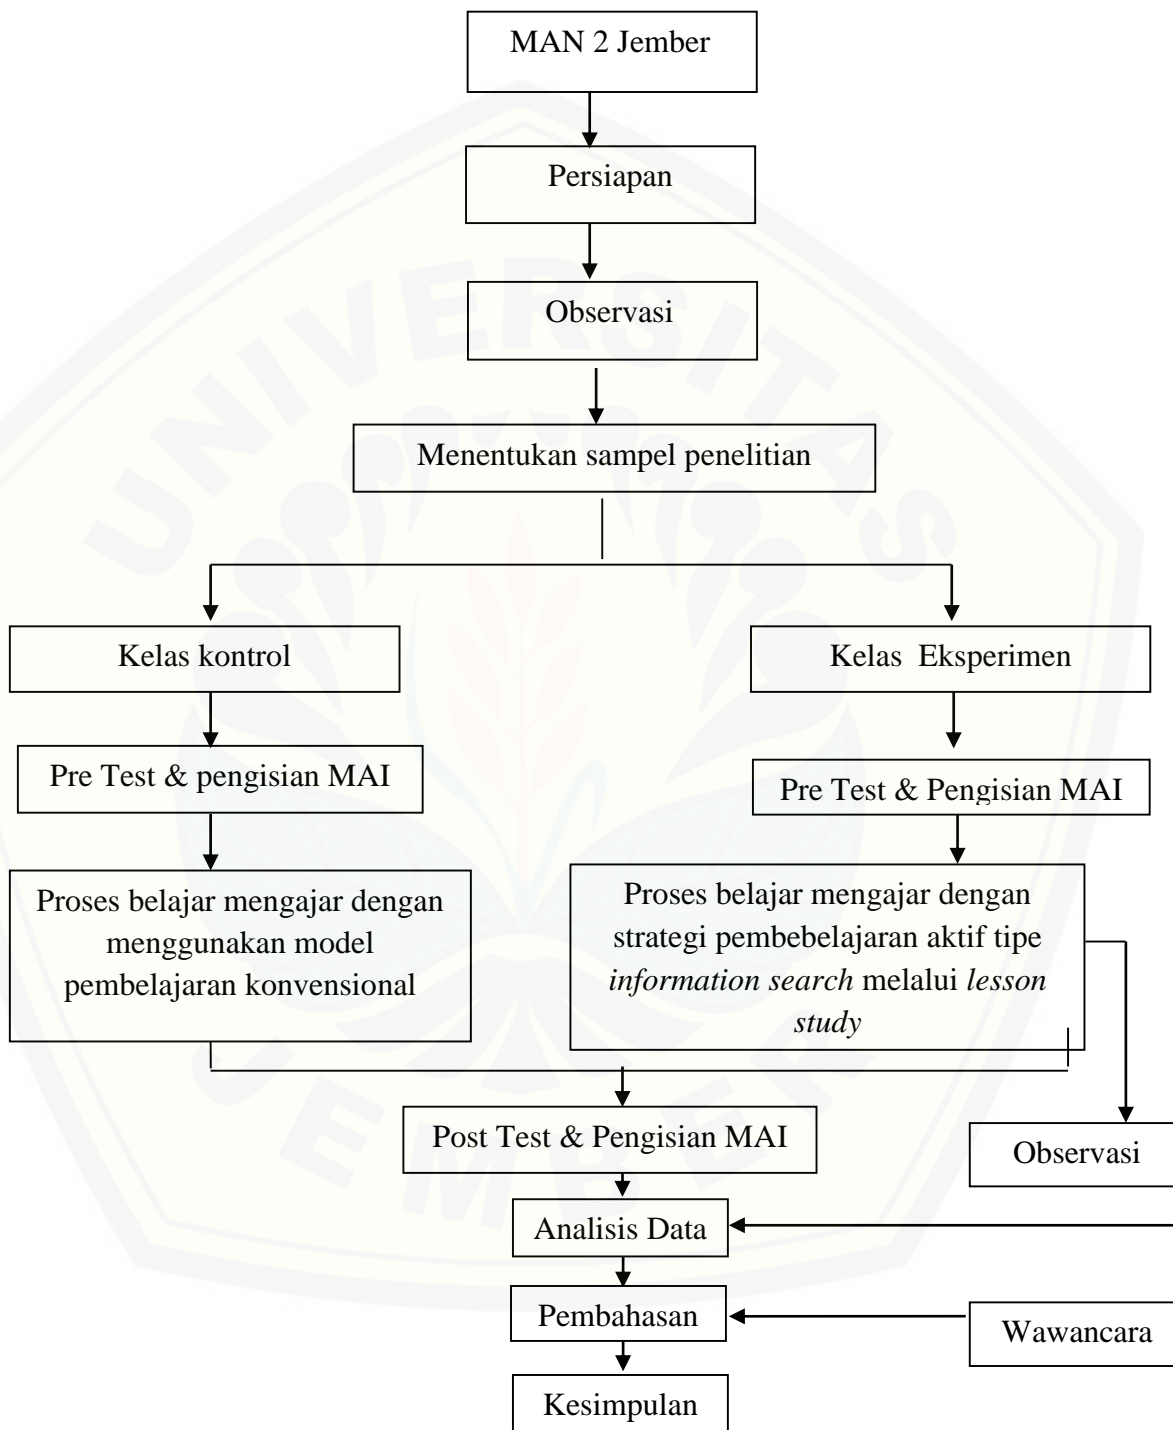 MAN 2 Jember
Persiapan
Observasi
Menentukan sampel penelitian
Kelas kontrol
Kelas Eksperimen
Pre Test & pengisian MAI
Pre Test & Pengisian MAI
Proses belajar mengajar dengan
menggunakan model
pembelajaran konvensional
Proses belajar mengajar dengan
strategi pembebelajaran aktif tipe
information search melalui lesson
study
Post Test & Pengisian MAI
Observasi
Analisis Data
Pembahasan
Wawancara
Kesimpulan
UNIVERSITAS
JEMBER